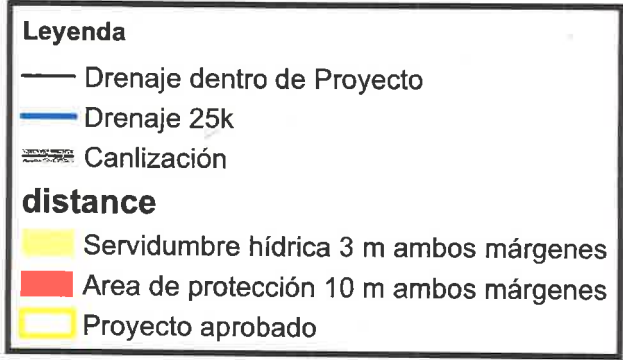 Leyenda
Drenaje dentro de Proyecto
Drenaje 25k
Canlización
distance
Servidumbre hídrica 3 m ambos márgenes
Area de protección 10 m ambos márgenes
Proyecto aprobado